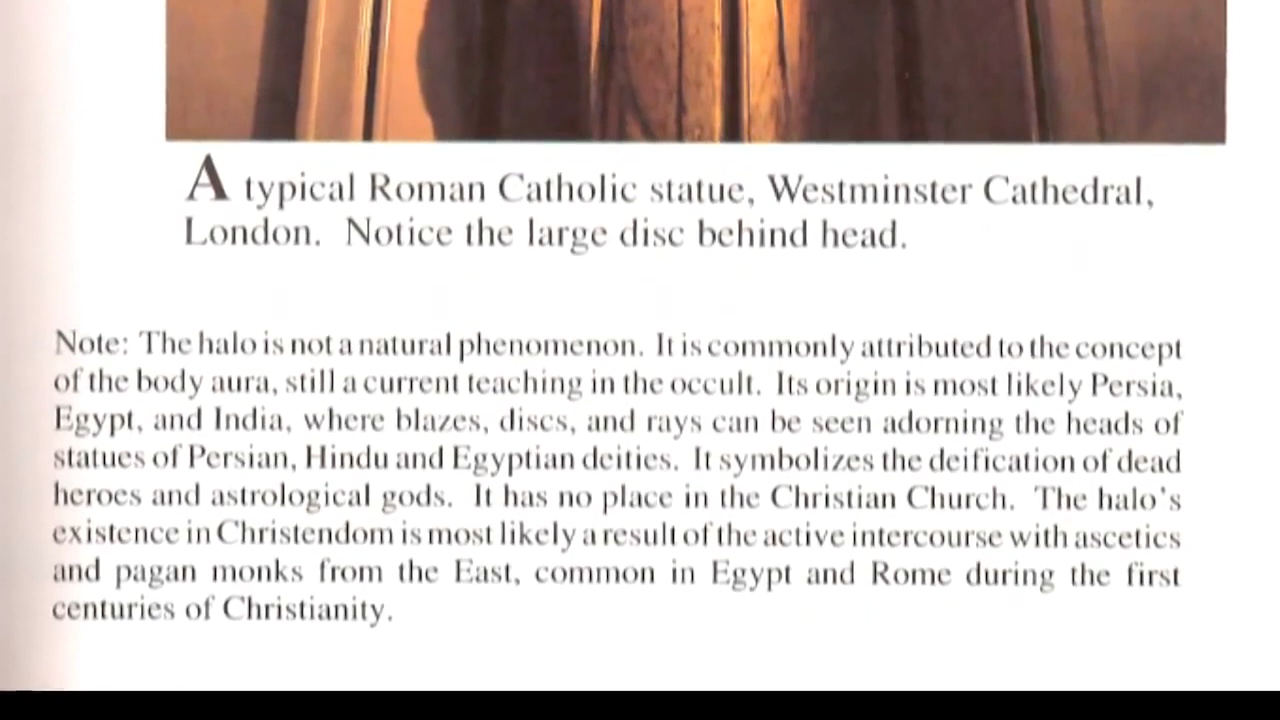 A typical Roman Catholic statue, Westminster Cathedral,
London. Notice the large disc behind head.
Note: The halo is not a natural phenomenon. It is commonly attributed to the concept
of the body aura, still a current teaching in the occult. Its origin is most likely Persia,
Egypt, and India, where blazes, discs, and rays can be seen adorning the heads of
statues of Persian, Hindu and Egyptian deities. It symbolizes the deification of dead
heroes and astrological gods. It has no place in the Christian Church. The halo's
existence in Christendom is most likely a result of the active intercourse with ascetics
and pagan monks from the East, common in Egypt and Rome during the first
centuries of Christianity.